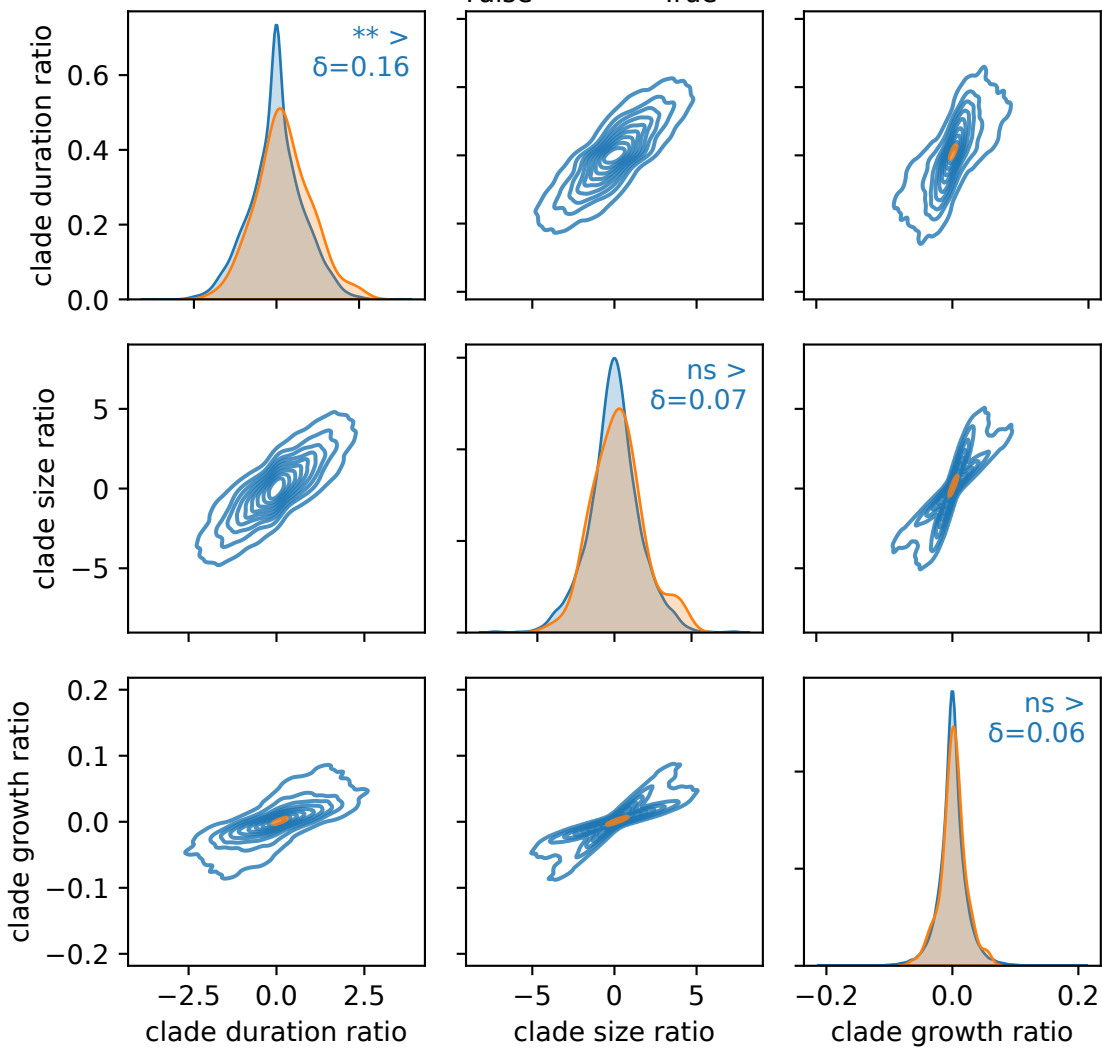 clade duration ratio
0.6
0.4
0.2
0.0
** >
δ=0.16
clade size ratio
5
0
−5
ns >
δ=0.07
clade growth ratio
0.2
0.1
0.0
−0.1
−0.2
ns >
δ=0.06
−2.5 0.0 2.5
−5 0 5
−0.2 0.0 0.2
clade duration ratio
clade size ratio
clade growth ratio